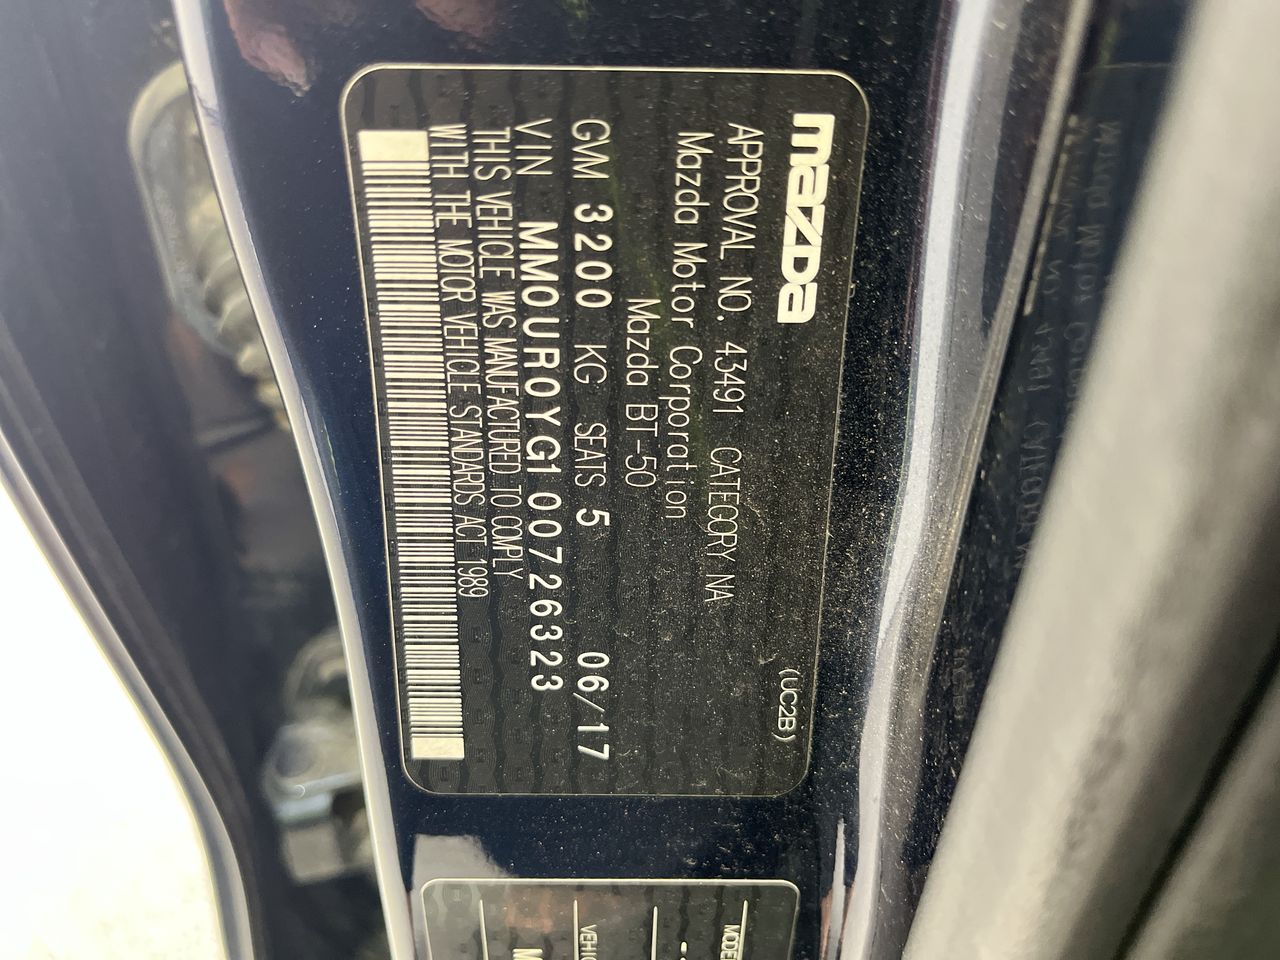 mazda
(UC2B)
APPROVAL NO. 43491 CATEGORY NA
Mazda Motor Corporation
Mazda BT-50
GVM 3200 KG SEATS 5 06/17
VIN MM0UR0YG100726323
THIS VEHICLE WAS MANUFACTURED TO COMPLY
WITH THE MOTOR VEHICLE STANDARDS ACT 1989